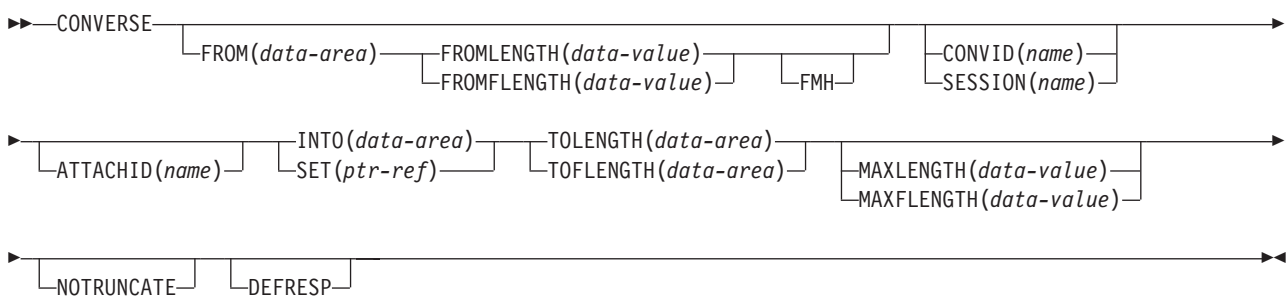 CONVERSE
FROM(data-area) FROMLENGTH(data-value) CONVID(name)
FROMFLENGTH(data-value) FMH SESSION(name)
INTO(data-area) TOLENGTH(data-area)
ATTACHID(name) SET(ptr-ref) TOFLENGTH(data-area) MAXLENGTH(data-value)
MAXFLENGTH(data-value)
NOTRUNCATE DEFRESP